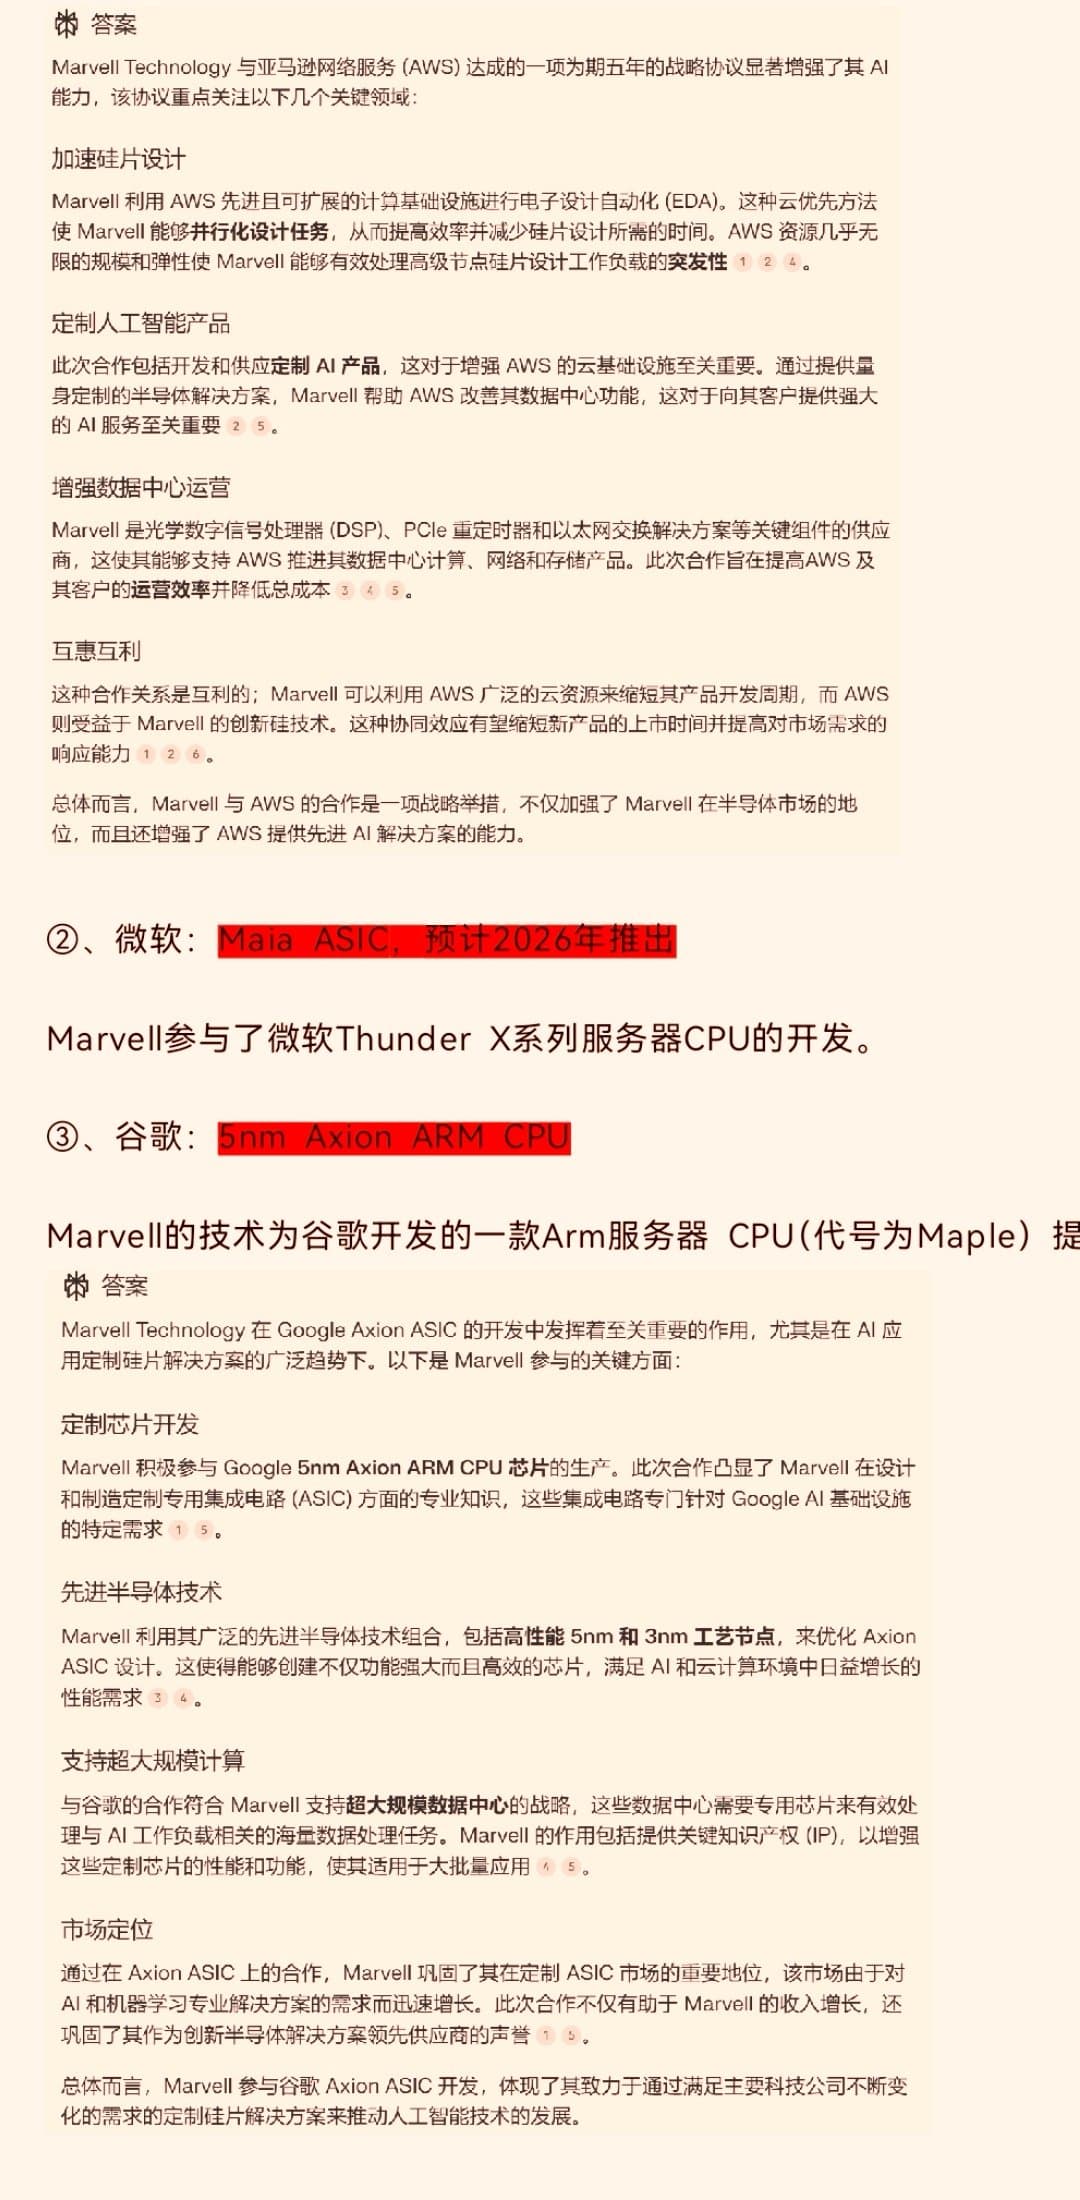 答案
Marvell Technology 与亚马逊网络服务 (AWS) 达成的一项为期五年的战略协议显著增强了其 AI
能力，该协议重点关注以下几个关键领域：
加速硅片设计
Marvell 利用 AWS 先进且可扩展的计算基础设施进行电子设计自动化 (EDA)。这种云优先方法
使 Marvell 能够并行化设计任务，从而提高效率并减少硅片设计所需的时间。AWS 资源几乎无
限的规模和弹性使 Marvell 能够有效处理高级节点硅片设计工作负载的突发性 1 2 4 。
定制人工智能产品
此次合作包括开发和供应定制 AI 产品，这对于增强 AWS 的云基础设施至关重要。通过提供量
身定制的半导体解决方案，Marvell 帮助 AWS 改善其数据中心功能，这对于向其客户提供强大
的 AI 服务至关重要 2 5 。
增强数据中心运营
Marvell 是光学数字信号处理器 (DSP)、PCIe 重定时器和以太网交换解决方案等关键组件的供应
商，这使其能够支持 AWS 推进其数据中心计算、网络和存储产品。此次合作旨在提高AWS 及
其客户的运营效率并降低总成本 3 4 5 。
互惠互利
这种合作关系是互利的；Marvell 可以利用 AWS 广泛的云资源来缩短其产品开发周期，而 AWS
则受益于 Marvell 的创新硅技术。这种协同效应有望缩短新产品的上市时间并提高对市场需求的
响应能力 1 2 6 。
总体而言，Marvell 与 AWS 的合作是一项战略举措，不仅加强了 Marvell 在半导体市场的地
位，而且还增强了 AWS 提供先进 AI 解决方案的能力。
②、微软：Maia ASIC，预计2026年推出
Marvell参与了微软Thunder X系列服务器CPU的开发。
③、谷歌：5nm Axion ARM CPU
Marvell的技术为谷歌开发的一款Arm服务器 CPU(代号为Maple) 提
答案
Marvell Technology 在 Google Axion ASIC 的开发中发挥着至关重要的作用，尤其是在 AI 应
用定制硅片解决方案的广泛趋势下。以下是 Marvell 参与的关键方面：
定制芯片开发
Marvell 积极参与 Google 5nm Axion ARM CPU 芯片的生产。此次合作凸显了 Marvell 在设计
和制造定制专用集成电路 (ASIC) 方面的专业知识，这些集成电路专门针对 Google AI 基础设施
的特定需求 1 5 。
先进半导体技术
Marvell 利用其广泛的先进半导体技术组合，包括高性能 5nm 和 3nm 工艺节点，来优化 Axion
ASIC 设计。这使得能够创建不仅功能强大而且高效的芯片，满足 AI 和云计算环境中日益增长的
性能需求 3 4 。
支持超大规模计算
与谷歌的合作符合 Marvell 支持超大规模数据中心的战略，这些数据中心需要专用芯片来有效处
理与 AI 工作负载相关的海量数据处理任务。Marvell 的作用包括提供关键知识产权 (IP)，以增强
这些定制芯片的性能和功能，使其适用于大批量应用 4 5 。
市场定位
通过在 Axion ASIC 上的合作，Marvell 巩固了其在定制 ASIC 市场的重要地位，该市场由于对
AI 和机器学习专业解决方案的需求而迅速增长。此次合作不仅有助于 Marvell 的收入增长，还
巩固了其作为创新半导体解决方案领先供应商的声誉 1 5 。
总体而言，Marvell 参与谷歌 Axion ASIC 开发，体现了其致力于通过满足主要科技公司不断变
化的需求的定制硅片解决方案来推动人工智能技术的发展。